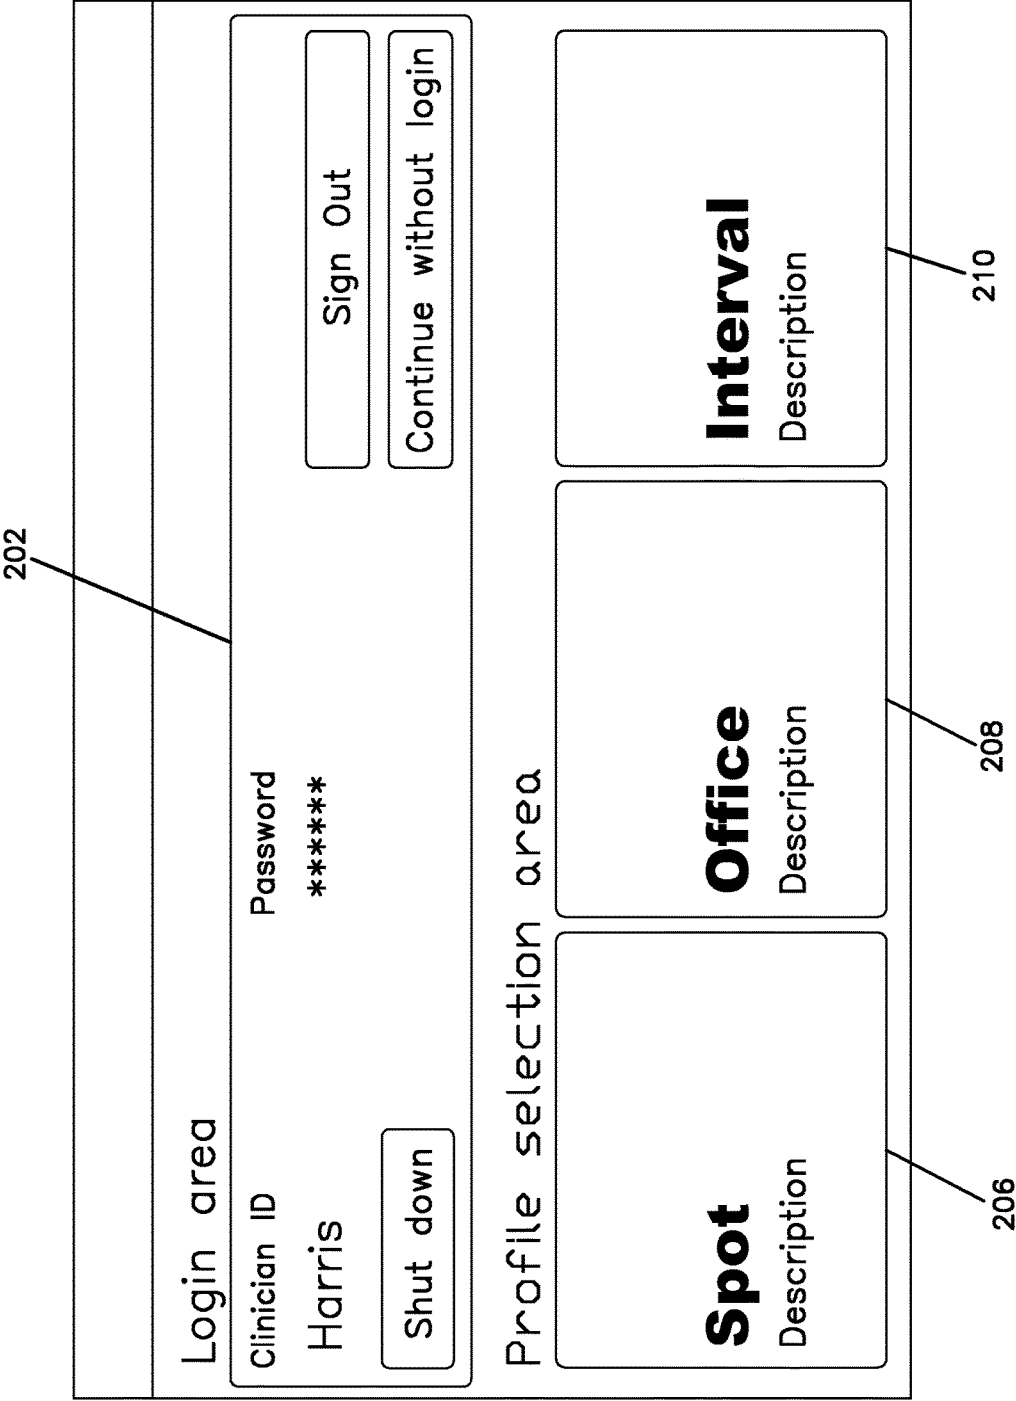 202
Login area
Clinician ID
Password
Harris
******
Sign Out
Shut down
Continue without login
Profile selection area
Spot
Description
Office
Description
Interval
Description
206
208
210